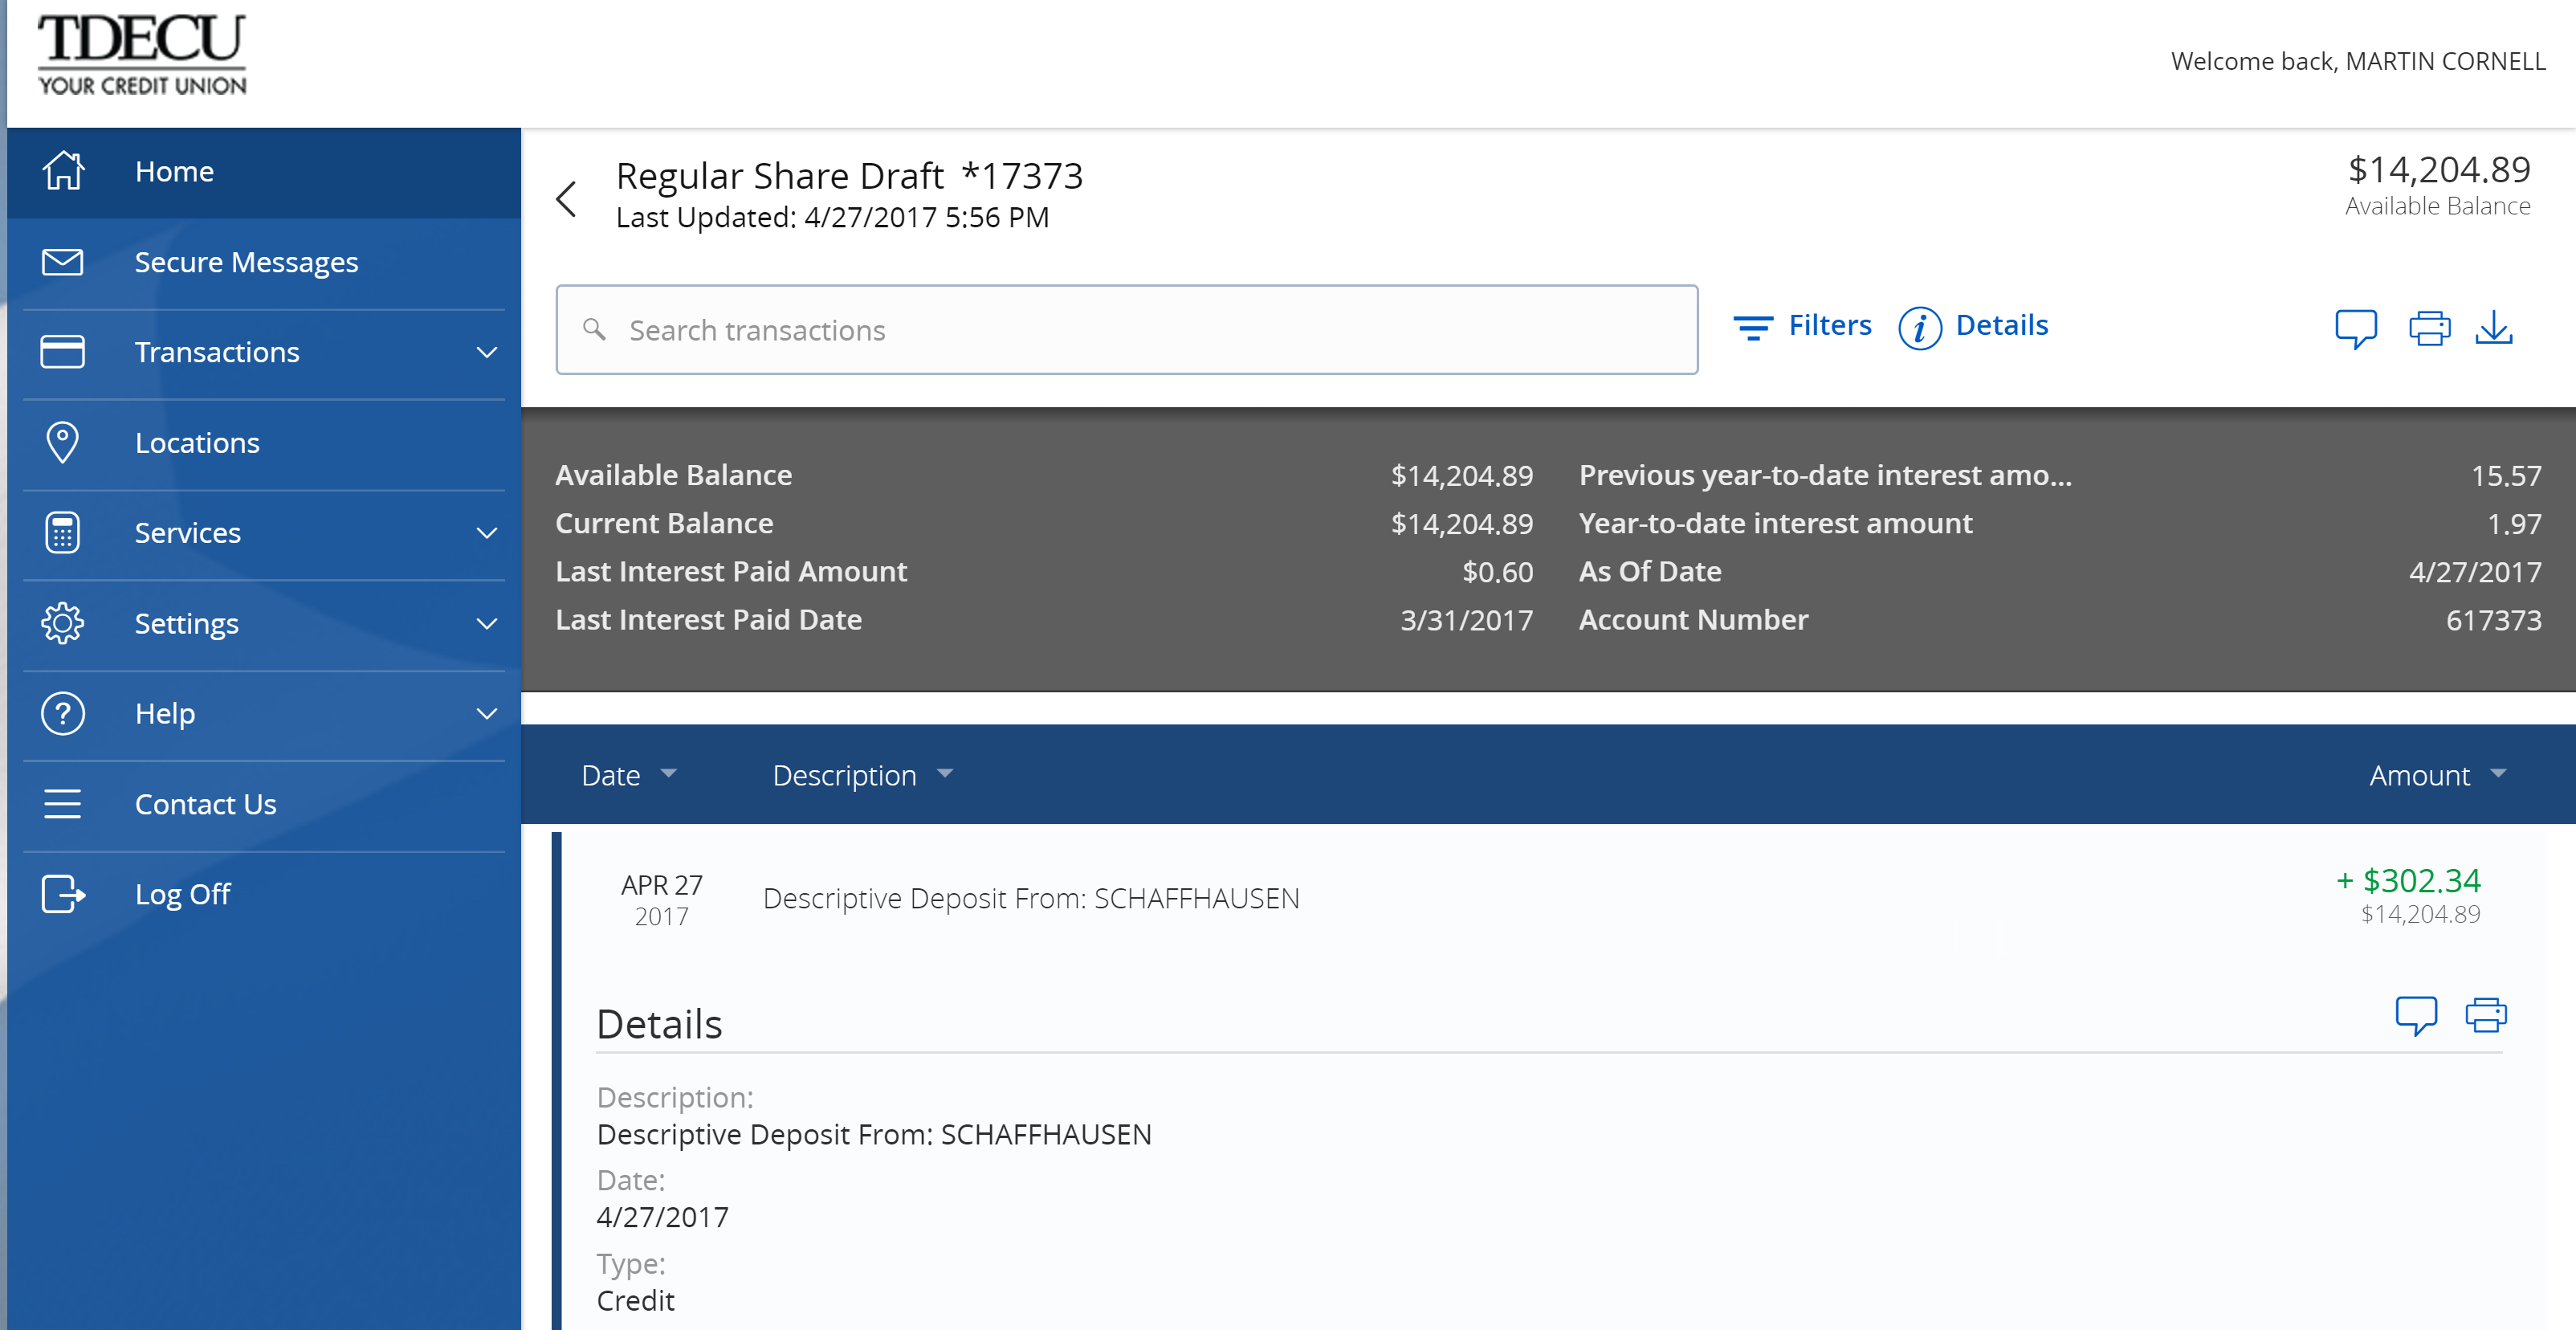 TDECU
YOUR CREDIT UNION
Welcome back, MARTIN CORNELL
Home
Secure Messages
Transactions
Locations
Services
Settings
Help
Contact Us
Log Off
Regular Share Draft *17373
Last Updated: 4/27/2017 5:56 PM
$14,204.89
Available Balance
Search transactions
Filters
Details
Available Balance $14,204.89 Previous year-to-date interest amo... 15.57
Current Balance $14,204.89 Year-to-date interest amount 1.97
Last Interest Paid Amount $0.60 As Of Date 4/27/2017
Last Interest Paid Date 3/31/2017 Account Number 617373
Date Description Amount
APR 27
2017
Descriptive Deposit From: SCHAFFHAUSEN
+ $302.34
$14,204.89
Details
Description:
Descriptive Deposit From: SCHAFFHAUSEN
Date:
4/27/2017
Type:
Credit